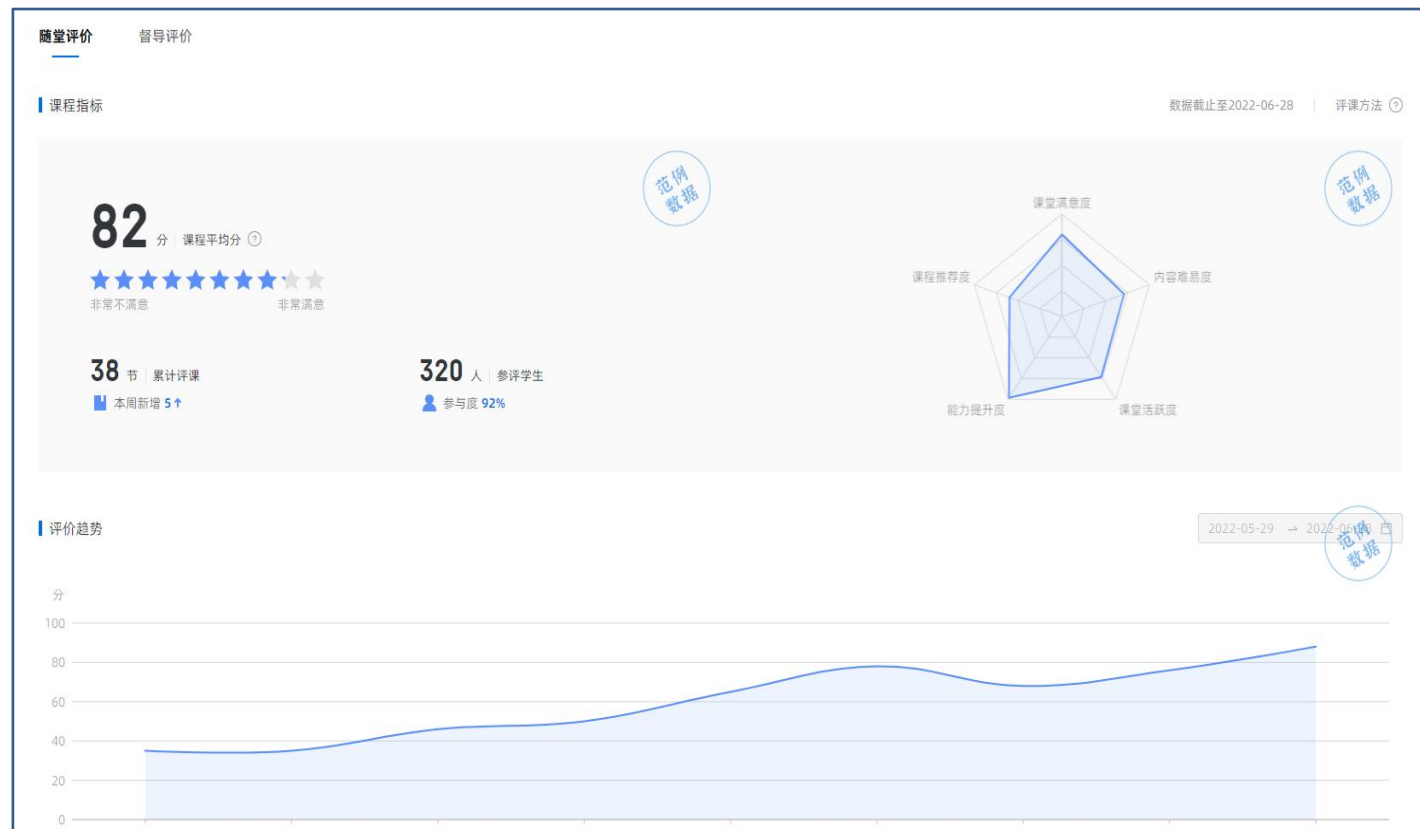 随堂评价 督导评价
课程指标 数据截止至2022-06-28 评课方法 ?
范例
数据
范例
数据
82 分 课程平均分 ?
非常不满意 非常满意
38 节 累计评课
本周新增 5↑
320 人 参评学生
参与度 92%
课堂满意度
课程推荐度
内容难易度
能力提升度
课堂活跃度
评价趋势
2022-05-29 → 2022-06-28
范例
数据
分
100
80
60
40
20
0